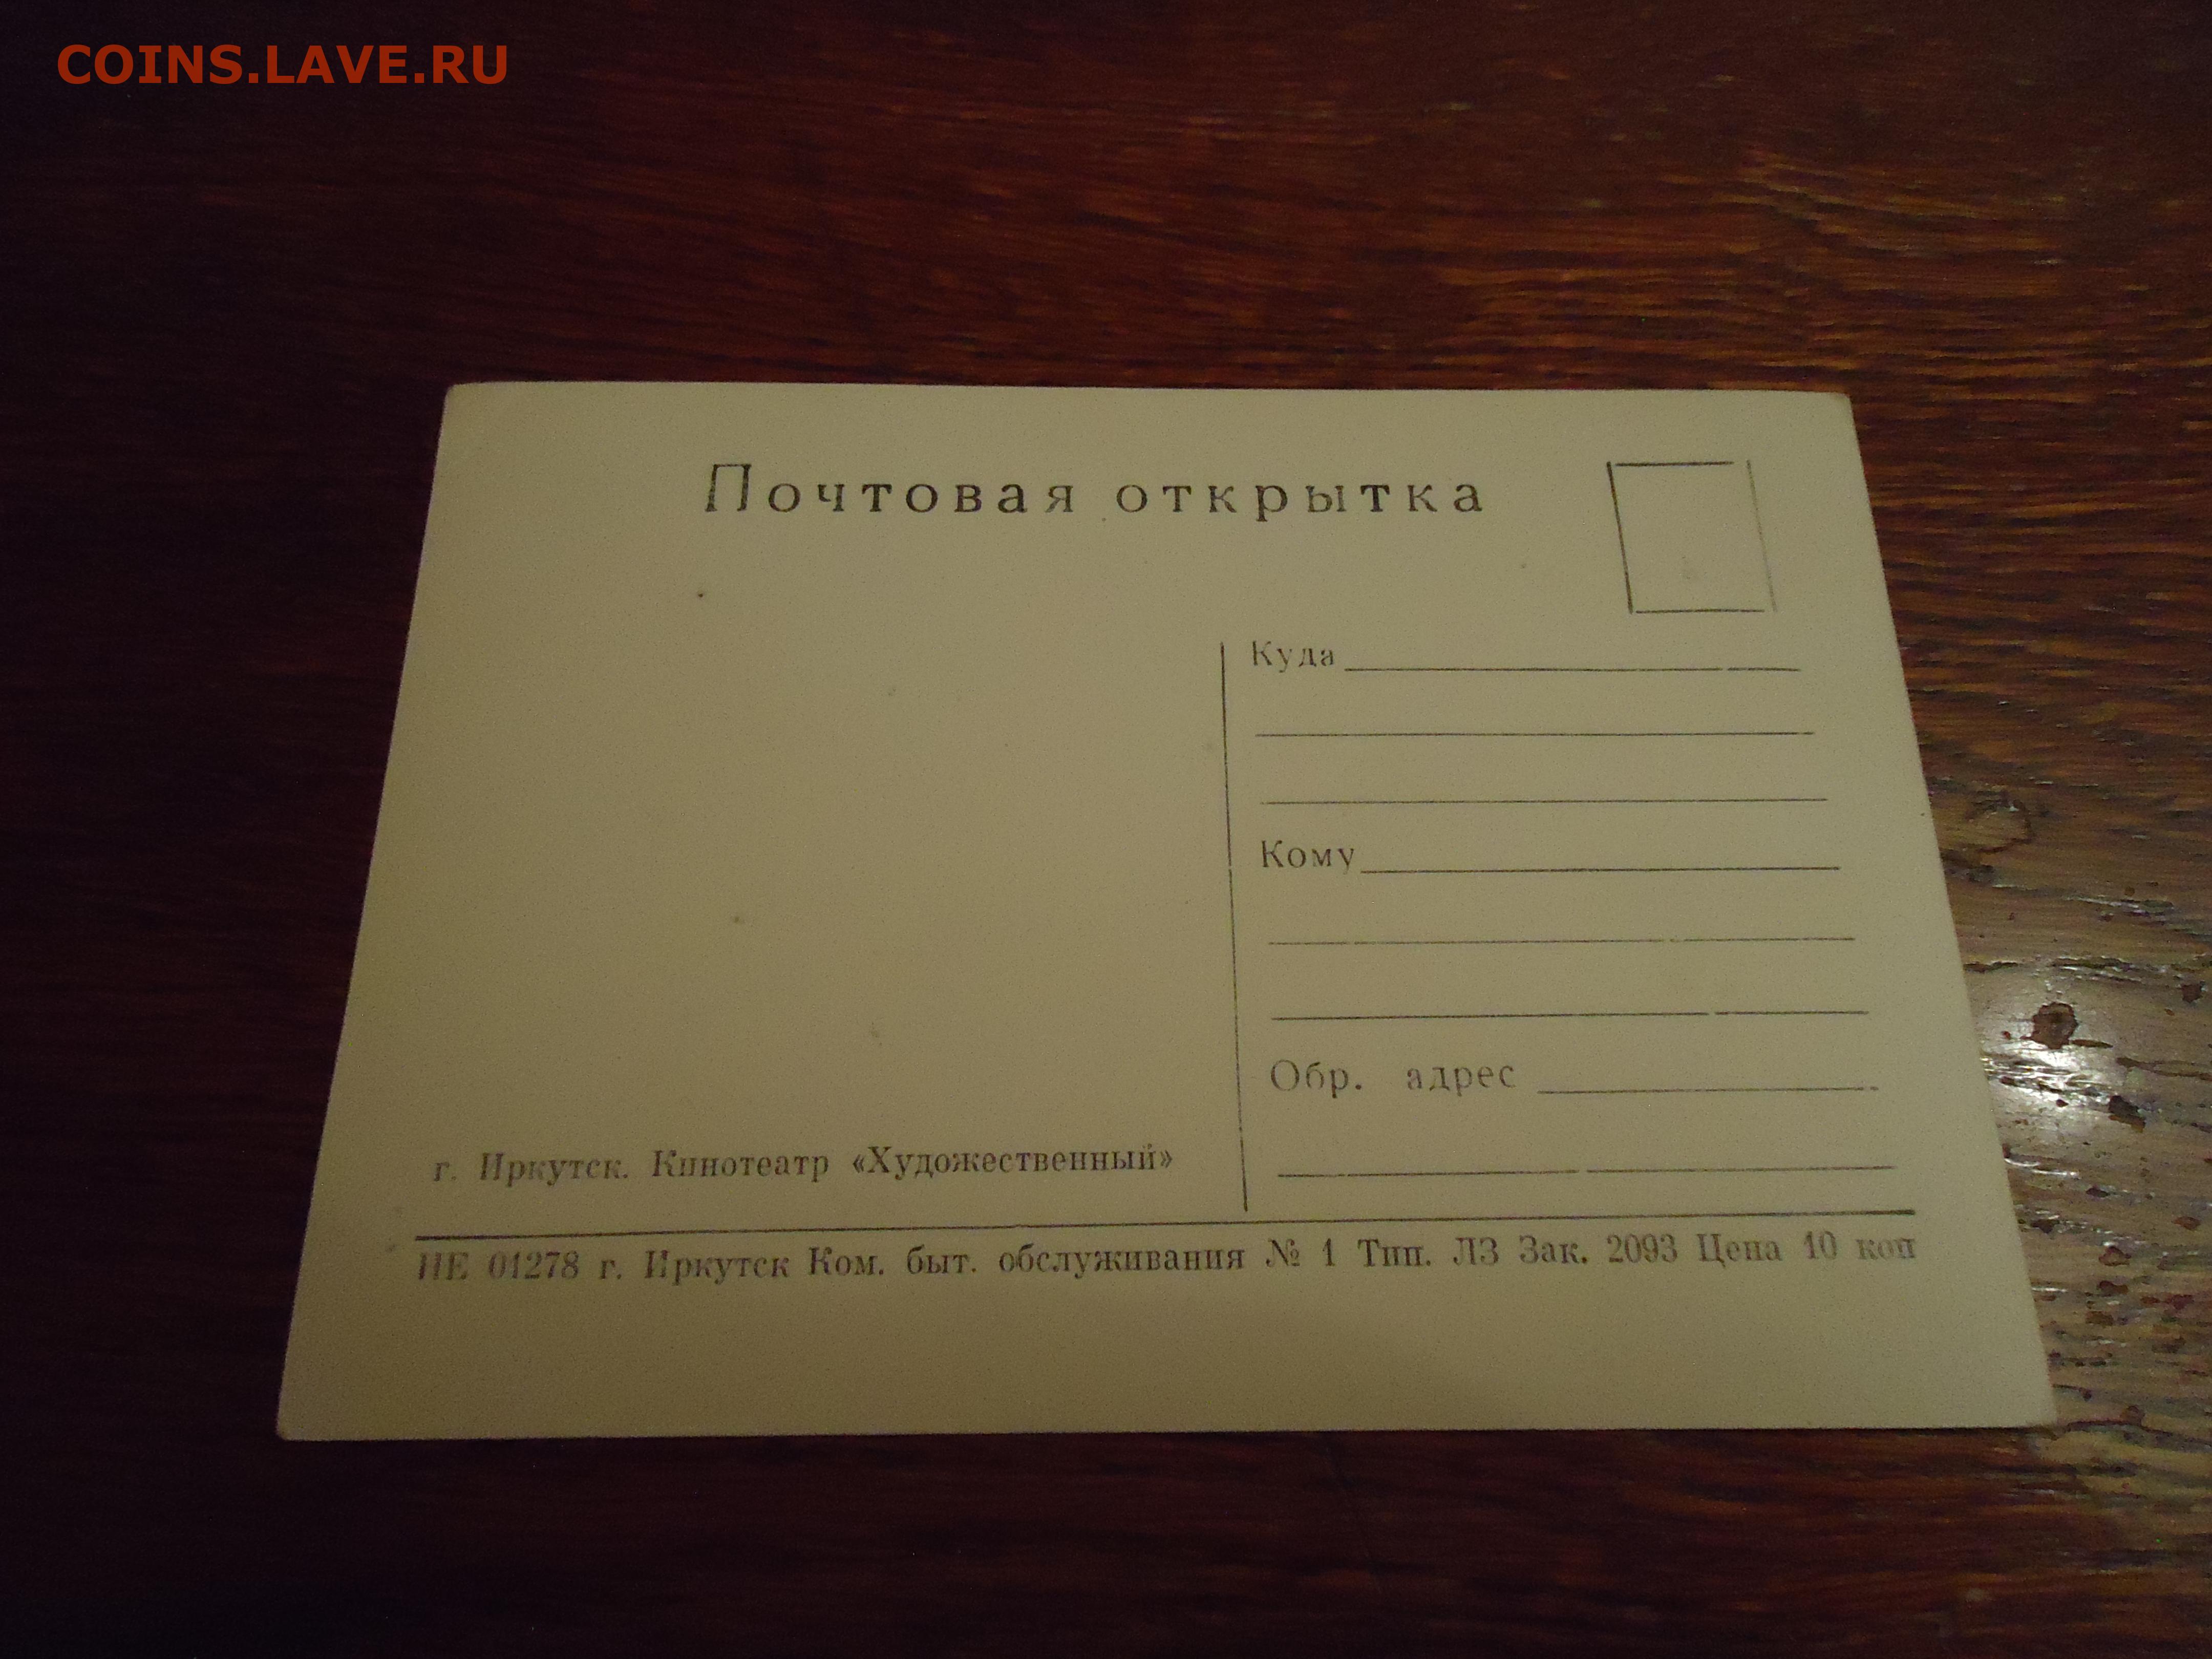 COINS.LAVE.RU
Почтовая открытка
Куда
Кому
Обр. адрес
г. Иркутск. Кинотеатр «Художественный»
НЕ 01278 г. Иркутск Ком. быт. обслуживания № 1 Тип. ЛЗ Зак. 2093 Цена 10 коп